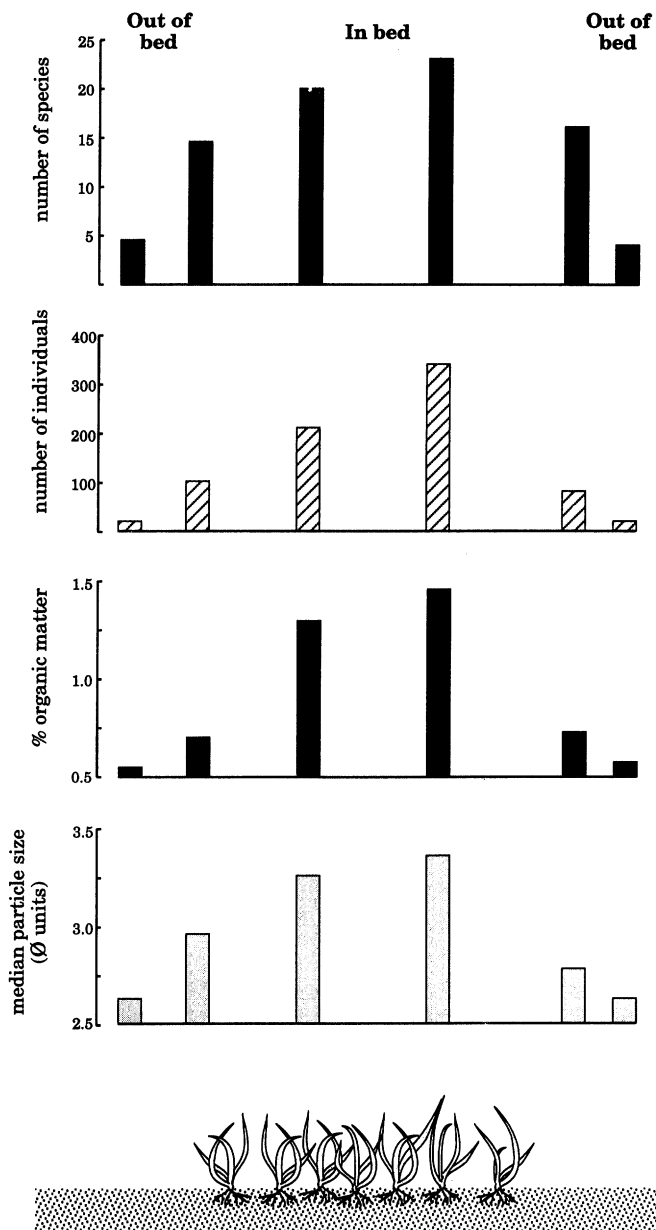 Out of
bed
In bed
Out of
bed
number of species
25
20
15
10
5
number of individuals
400
300
200
100
% organic matter
1.5
1.0
0.5
median particle size
(Ø units)
3.5
3.0
2.5